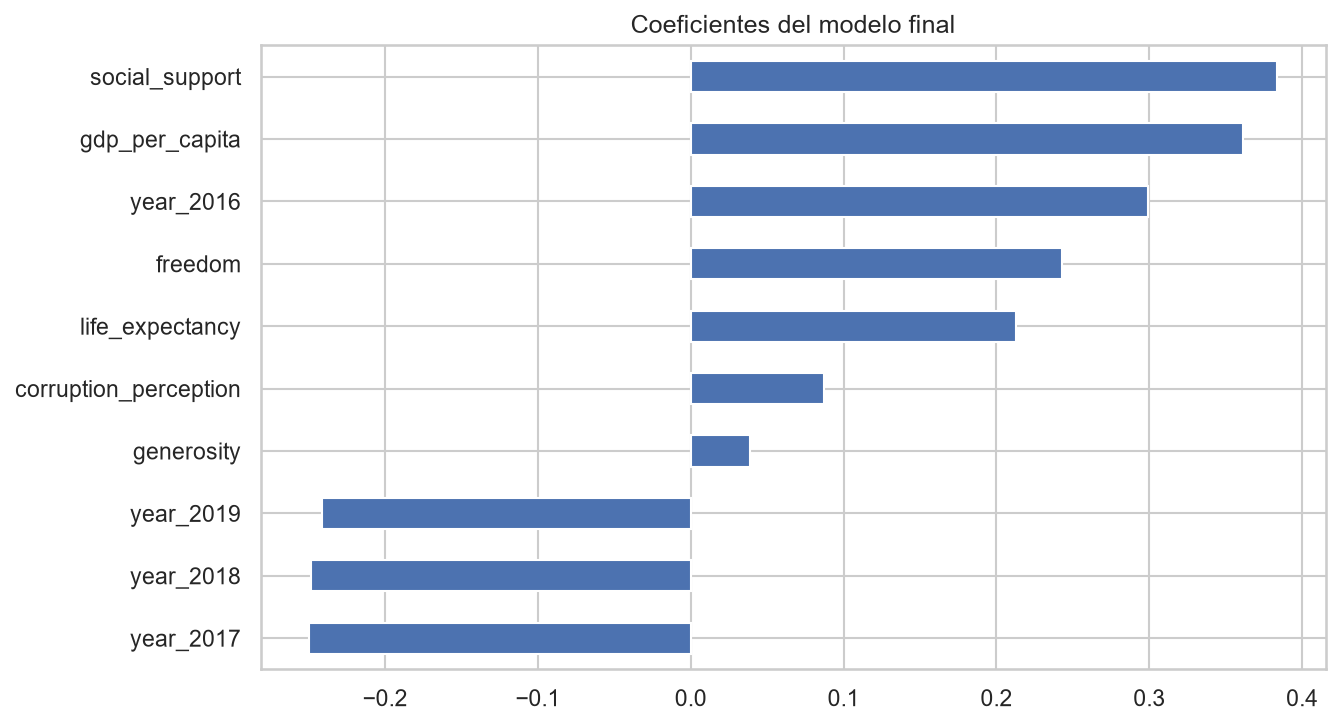 Coeficientes del modelo final
social_support
gdp_per_capita
year_2016
freedom
life_expectancy
corruption_perception
generosity
year_2019
year_2018
year_2017
−0.2 −0.1 0.0 0.1 0.2 0.3 0.4